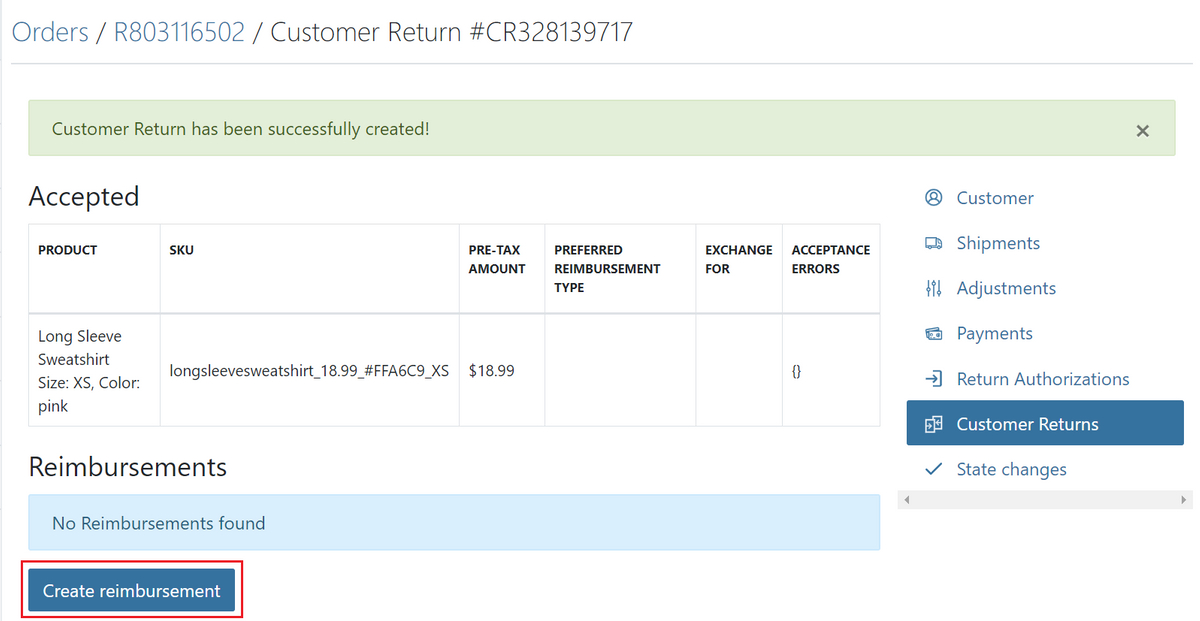 Orders / R803116502 / Customer Return #CR328139717
Customer Return has been successfully created!
Accepted
PRODUCT
SKU
PRE-TAX
AMOUNT
PREFERRED
REIMBURSEMENT
TYPE
EXCHANGE
FOR
ACCEPTANCE
ERRORS
Long Sleeve
Sweatshirt
Size: XS, Color:
pink
longsleevesweatshirt_18.99_#FFA6C9_XS
$18.99
{}
Reimbursements
No Reimbursements found
Create reimbursement
Customer
Shipments
Adjustments
Payments
Return Authorizations
Customer Returns
State changes